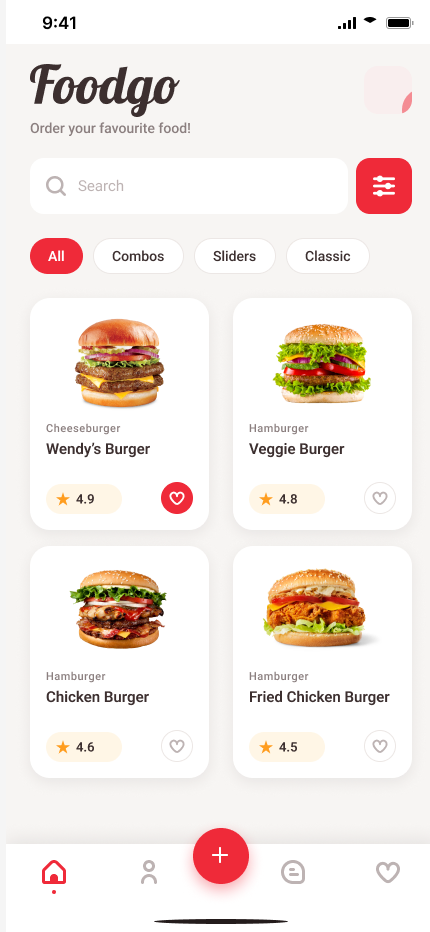 9:41
Foodgo
Order your favourite food!
Search
All Combos Sliders Classic
Cheeseburger
Wendy's Burger
4.9
Hamburger
Veggie Burger
4.8
Hamburger
Chicken Burger
4.6
Hamburger
Fried Chicken Burger
4.5